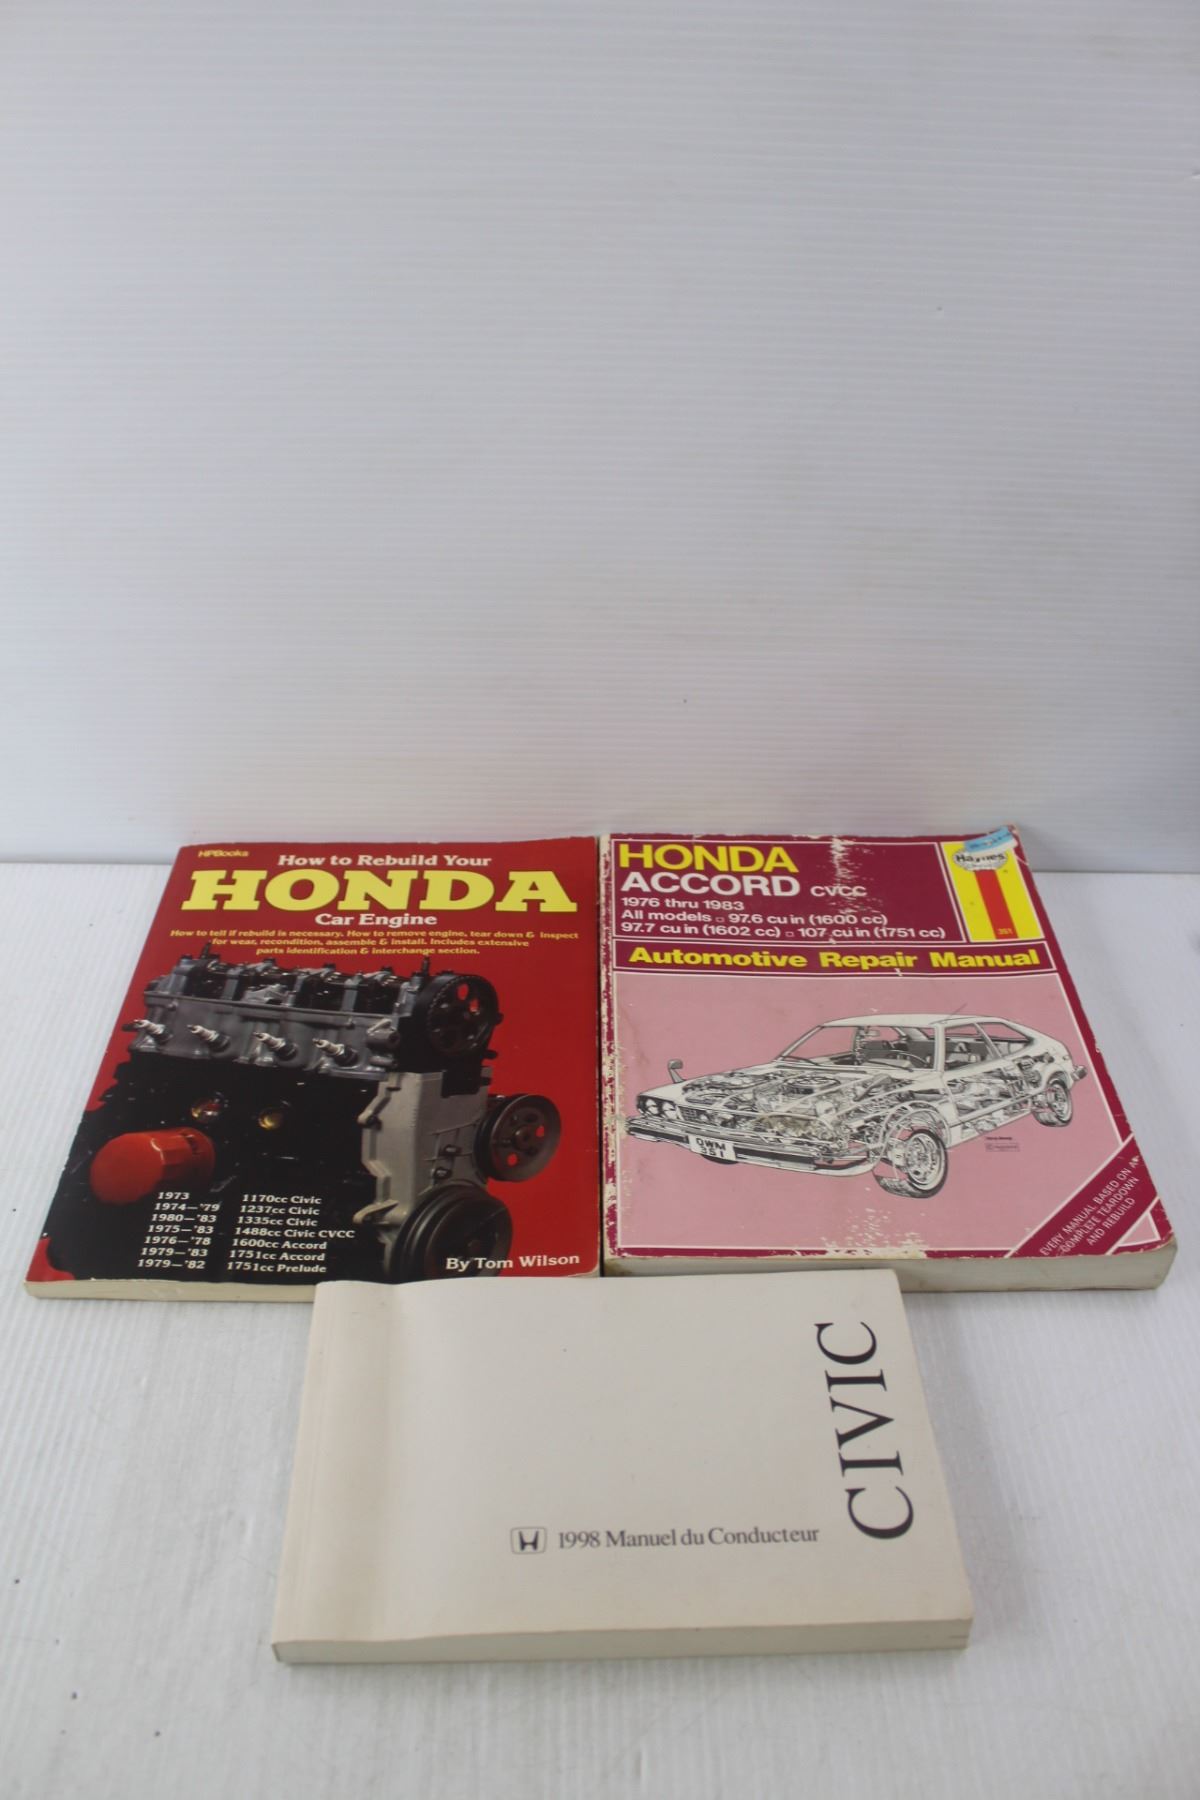 HPBooks
How to Rebuild Your
HONDA
Car Engine
How to tell if rebuild is necessary. How to remove engine, tear down & inspect
for wear, recondition, assemble & install. Includes extensive
parts identification & interchange section.
1973 1170cc Civic
1974—'79 1237cc Civic
1980—'83 1335cc Civic
1975—'83 1488cc Civic CVCC
1976—'78 1600cc Accord
1979—'83 1751cc Accord
1979—'82 1751cc Prelude
By Tom Wilson
HONDA
ACCORD CVCC
1976 thru 1983
All models □ 97.6 cu in (1600 cc)
97.7 cu in (1602 cc) □ 107 cu in (1751 cc)
Haynes
351
Automotive Repair Manual
OWM
351
EVERY MANUAL BASED ON A
COMPLETE TEARDOWN
AND REBUILD
CIVIC
1998 Manuel du Conducteur